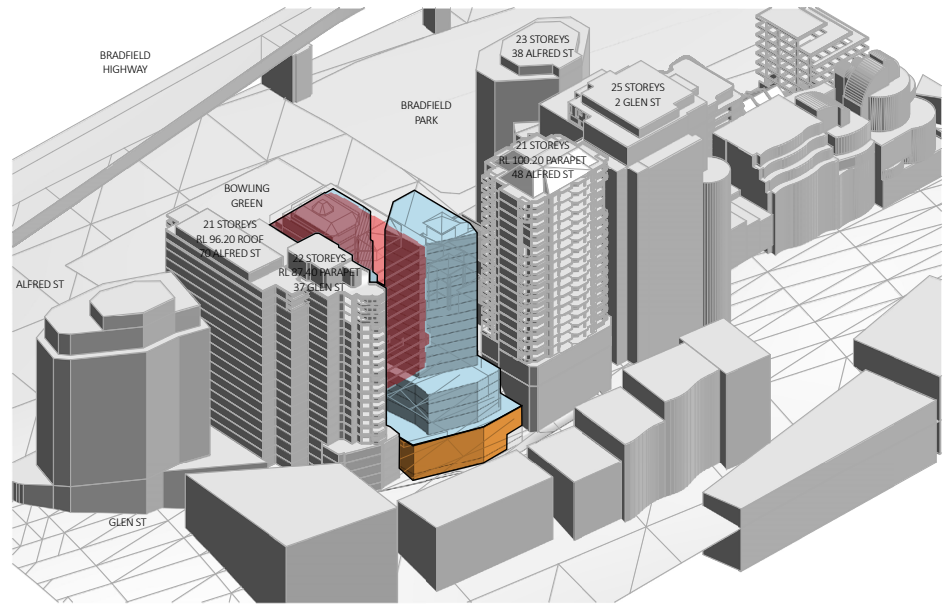 BRADFIELD
HIGHWAY
23 STOREYS
38 ALFRED ST
25 STOREYS
2 GLEN ST
BRADFIELD
PARK
21 STOREYS
RL 100.20 PARAPET
48 ALFRED ST
BOWLING
GREEN
21 STOREYS
RL 96.20 ROOF
70 ALFRED ST
22 STOREYS
RL 87.40 PARAPET
37 GLEN ST
ALFRED ST
GLEN ST